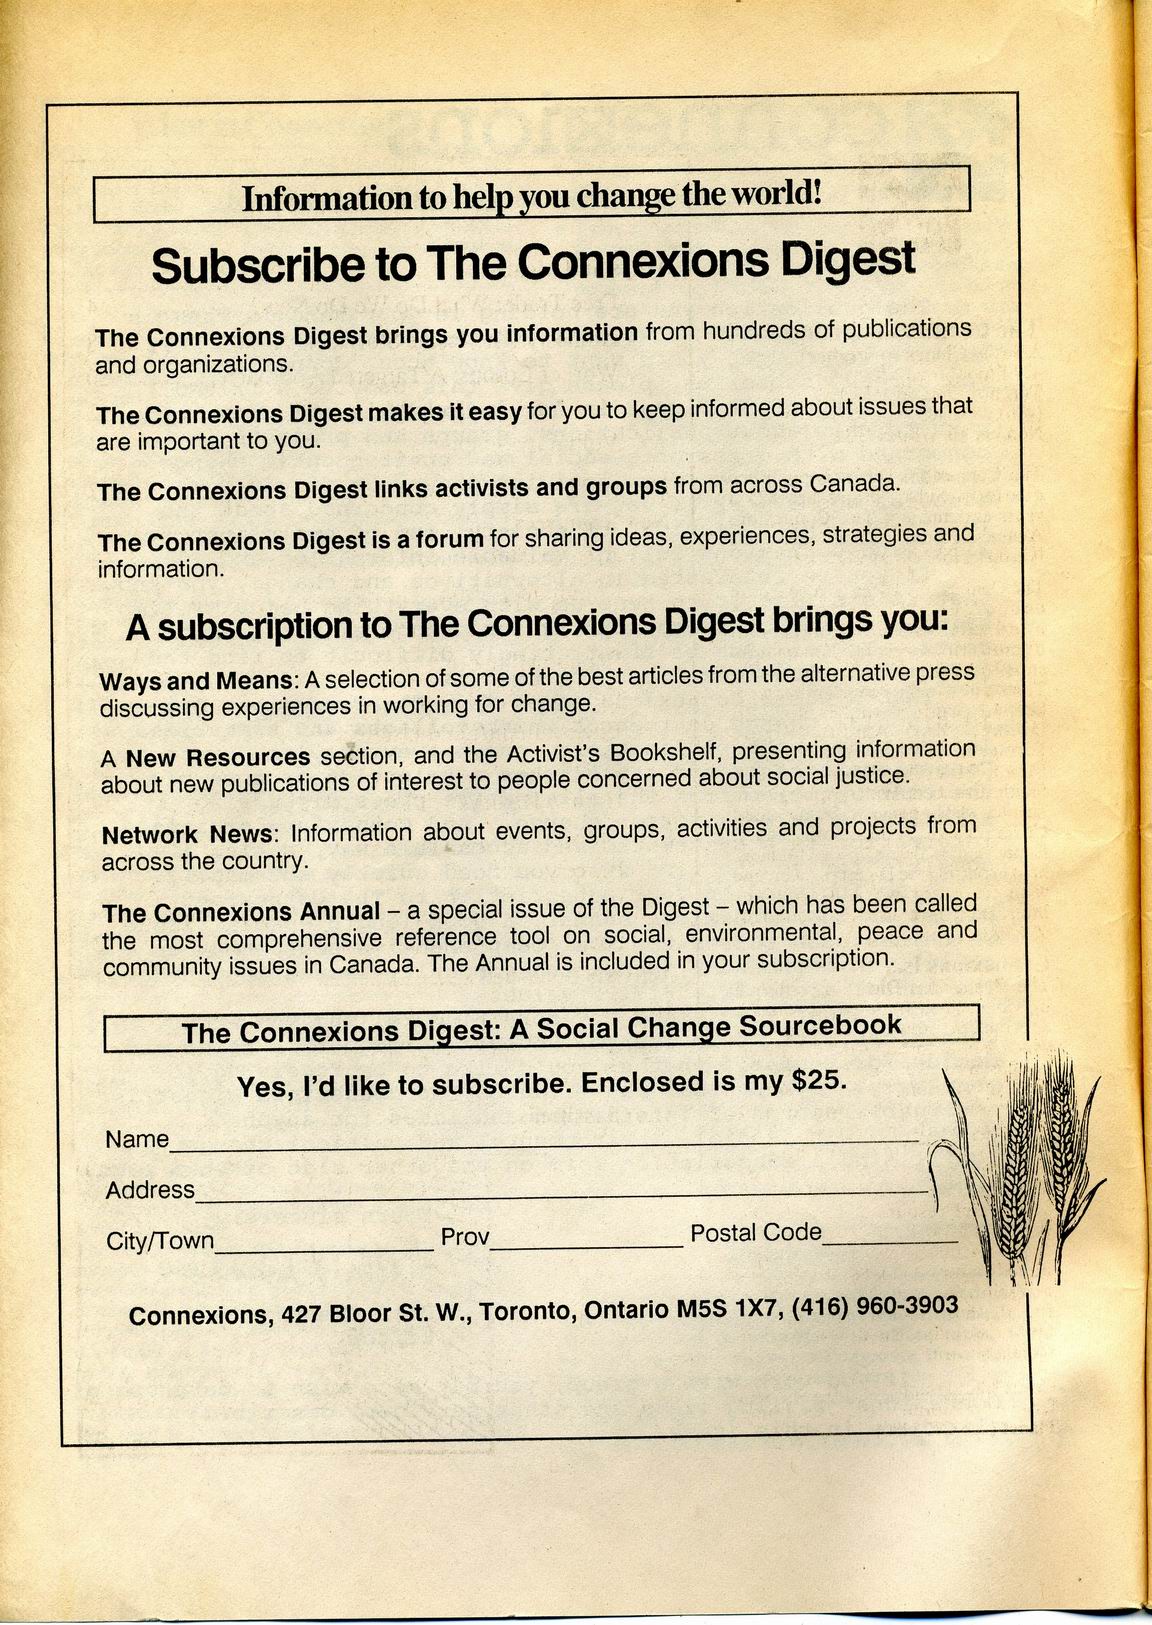 Information to help you change the world!
Subscribe to The Connexions Digest
The Connexions Digest brings you information from hundreds of publications
and organizations.
The Connexions Digest makes it easy for you to keep informed about issues that
are important to you.
The Connexions Digest links activists and groups from across Canada.
The Connexions Digest is a forum for sharing ideas, experiences, strategies and
information.
A subscription to The Connexions Digest brings you:
Ways and Means: A selection of some of the best articles from the alternative press
discussing experiences in working for change.
A New Resources section, and the Activist's Bookshelf, presenting information
about new publications of interest to people concerned about social justice.
Network News: Information about events, groups, activities and projects from
across the country.
The Connexions Annual – a special issue of the Digest – which has been called
the most comprehensive reference tool on social, environmental, peace and
community issues in Canada. The Annual is included in your subscription.
The Connexions Digest: A Social Change Sourcebook
Yes, I'd like to subscribe. Enclosed is my $25.
Name
Address
City/Town Prov Postal Code
Connexions, 427 Bloor St. W., Toronto, Ontario M5S 1X7, (416) 960-3903